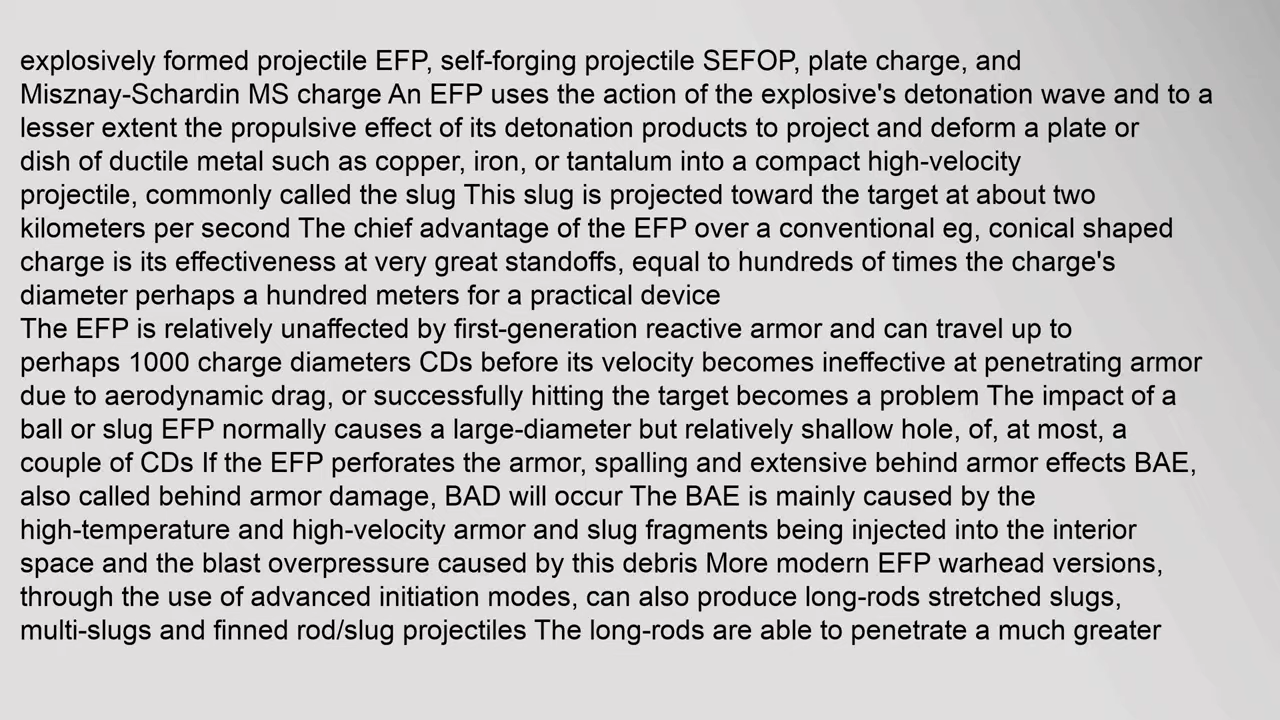 explosively formed projectile EFP, self-forging projectile SEFOP, plate charge, and
Misznay-Schardin MS charge An EFP uses the action of the explosive's detonation wave and to a
lesser extent the propulsive effect of its detonation products to project and deform a plate or
dish of ductile metal such as copper, iron, or tantalum into a compact high-velocity
projectile, commonly called the slug This slug is projected toward the target at about two
kilometers per second The chief advantage of the EFP over a conventional eg, conical shaped
charge is its effectiveness at very great standoffs, equal to hundreds of times the charge's
diameter perhaps a hundred meters for a practical device
The EFP is relatively unaffected by first-generation reactive armor and can travel up to
perhaps 1000 charge diameters CDs before its velocity becomes ineffective at penetrating armor
due to aerodynamic drag, or successfully hitting the target becomes a problem The impact of a
ball or slug EFP normally causes a large-diameter but relatively shallow hole, of, at most, a
couple of CDs If the EFP perforates the armor, spalling and extensive behind armor effects BAE,
also called behind armor damage, BAD will occur The BAE is mainly caused by the
high-temperature and high-velocity armor and slug fragments being injected into the interior
space and the blast overpressure caused by this debris More modern EFP warhead versions,
through the use of advanced initiation modes, can also produce long-rods stretched slugs,
multi-slugs and finned rod/slug projectiles The long-rods are able to penetrate a much greater